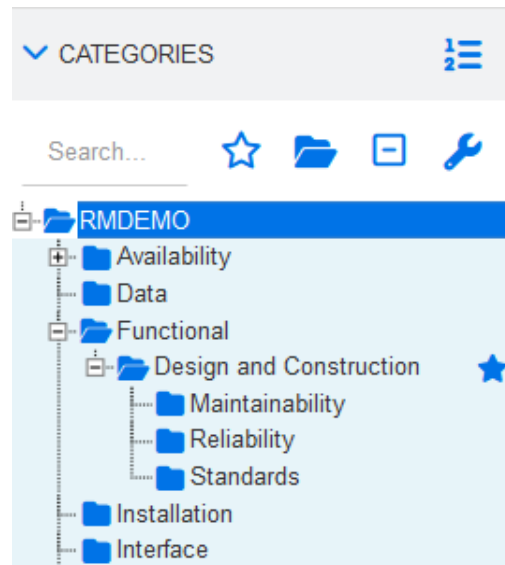 CATEGORIES
Search...
RMDEMO
Availability
Data
Functional
Design and Construction
Maintainability
Reliability
Standards
Installation
Interface